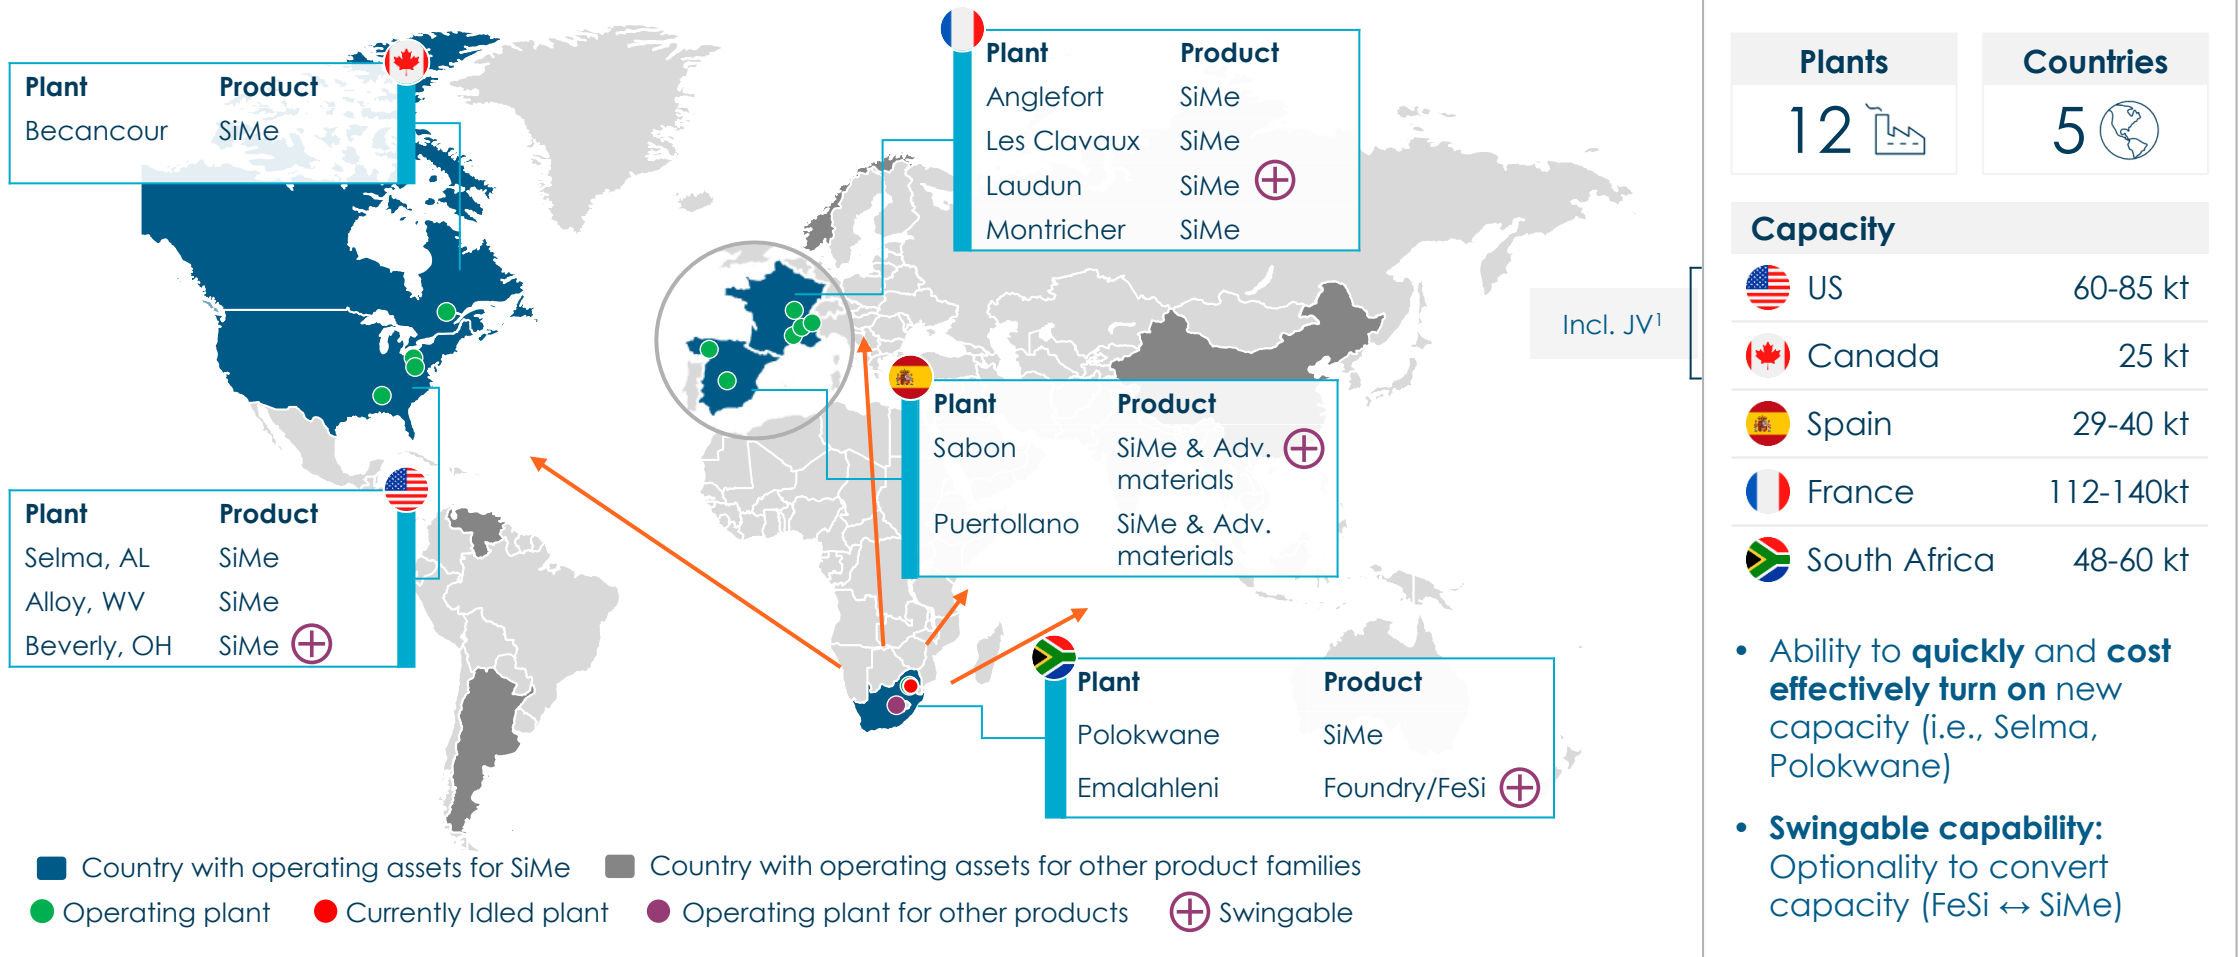 Plant Product
Becancour SiMe
Plant Product
Anglefort SiMe
Les Clavaux SiMe
Laudun SiMe
Montricher SiMe
Plant Product
Sabon SiMe & Adv.
materials
Puertollano SiMe & Adv.
materials
Plant Product
Selma, AL SiMe
Alloy, WV SiMe
Beverly, OH SiMe
Plant Product
Polokwane SiMe
Emalahleni Foundry/FeSi
Country with operating assets for SiMe
Country with operating assets for other product families
Operating plant
Currently Idled plant
Operating plant for other products
Swingable
Incl. JV¹
Plants
12
Countries
5
Capacity
US 60-85 kt
Canada 25 kt
Spain 29-40 kt
France 112-140kt
South Africa 48-60 kt
• Ability to quickly and cost
effectively turn on new
capacity (i.e., Selma,
Polokwane)
• Swingable capability:
Optionality to convert
capacity (FeSi ↔ SiMe)